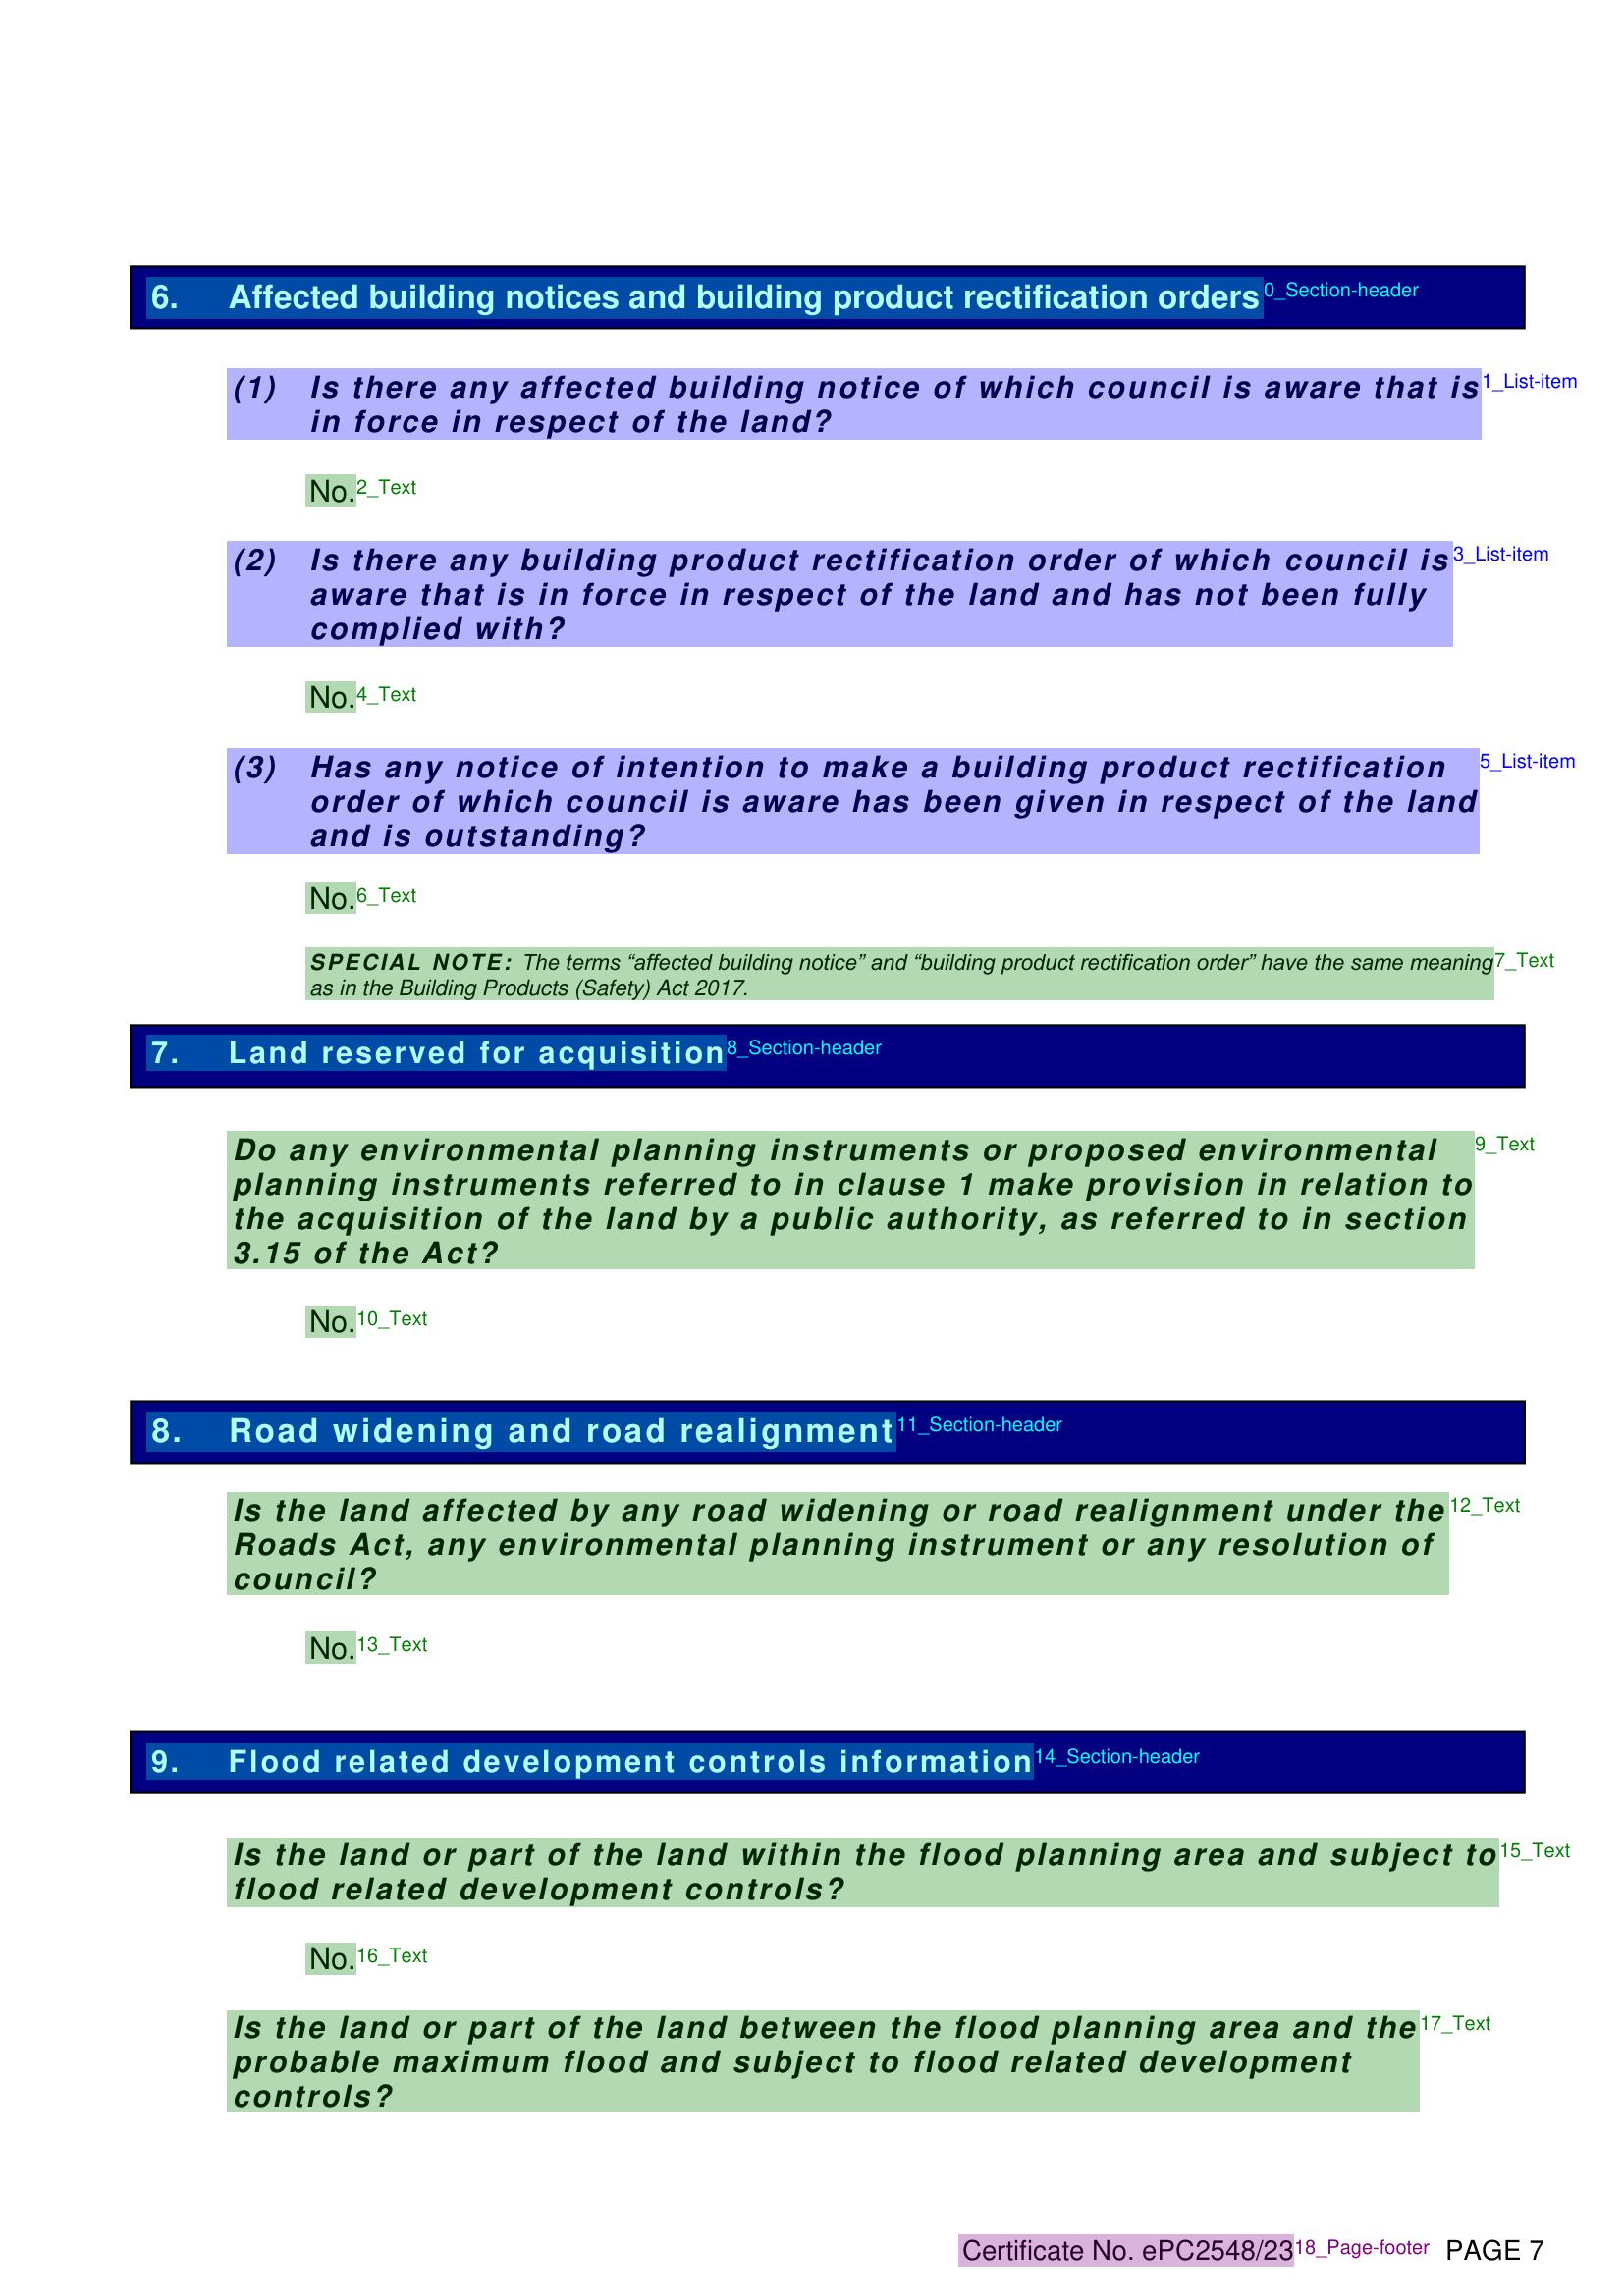 6. Affected building notices and building product rectification orders 0_Section-header
(1) Is there any affected building notice of which council is aware that is 1_List-item
in force in respect of the land?
No. 2_Text
(2) Is there any building product rectification order of which council is 3_List-item
aware that is in force in respect of the land and has not been fully
complied with?
No. 4_Text
(3) Has any notice of intention to make a building product rectification 5_List-item
order of which council is aware has been given in respect of the land
and is outstanding?
No. 6_Text
SPECIAL NOTE: The terms “affected building notice” and “building product rectification order” have the same meaning 7_Text
as in the Building Products (Safety) Act 2017.
7. Land reserved for acquisition 8_Section-header
Do any environmental planning instruments or proposed environmental 9_Text
planning instruments referred to in clause 1 make provision in relation to
the acquisition of the land by a public authority, as referred to in section
3.15 of the Act?
No. 10_Text
8. Road widening and road realignment 11_Section-header
Is the land affected by any road widening or road realignment under the 12_Text
Roads Act, any environmental planning instrument or any resolution of
council?
No. 13_Text
9. Flood related development controls information 14_Section-header
Is the land or part of the land within the flood planning area and subject to 15_Text
flood related development controls?
No. 16_Text
Is the land or part of the land between the flood planning area and the 17_Text
probable maximum flood and subject to flood related development
controls?
Certificate No. ePC2548/23 18_Page-footer PAGE 7